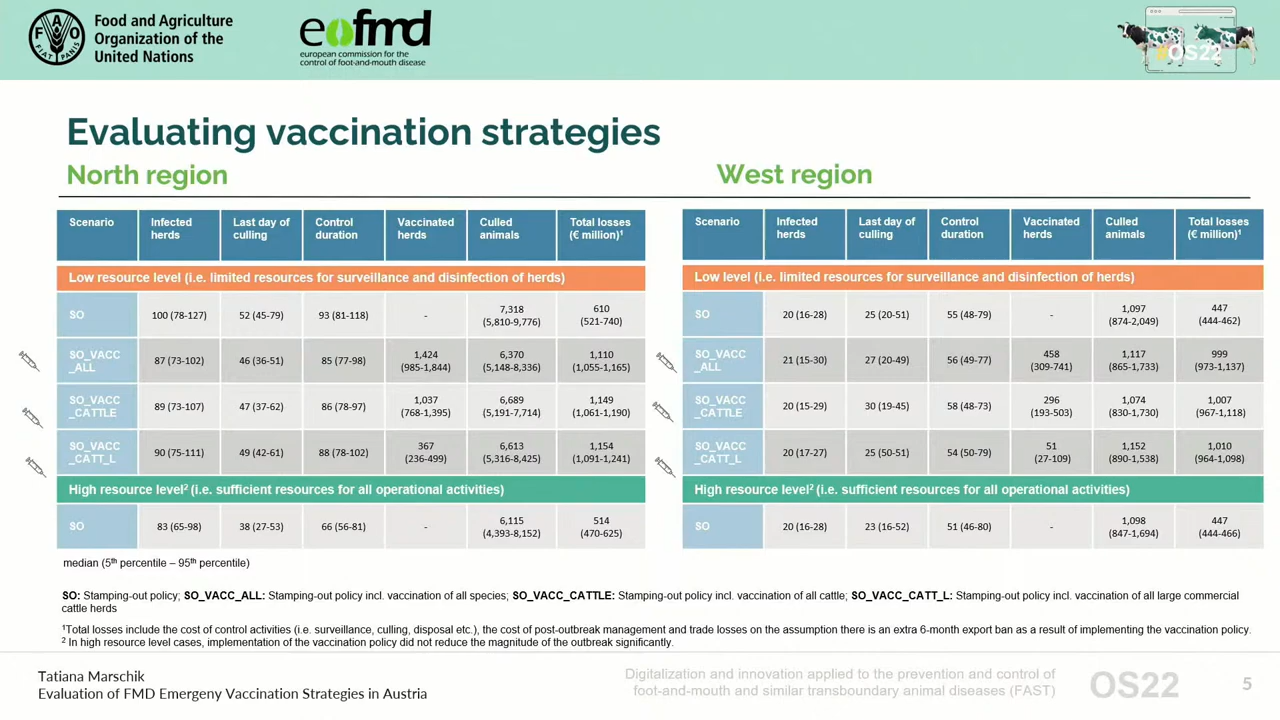 Food and Agriculture
Organization of the
United Nations
FAO
FIAT PANIS
eofmd
european commission for the
control of foot-and-mouth disease
#OS22
Evaluating vaccination strategies
North region
Scenario Infected herds Last day of culling Control duration Vaccinated herds Culled animals Total losses (€ million)¹
Low resource level (i.e. limited resources for surveillance and disinfection of herds)
SO 100 (78-127) 52 (45-79) 93 (81-118) - 7,318 (5,810-9,776) 610 (521-740)
SO_VACC_ALL 87 (73-102) 46 (36-51) 85 (77-98) 1,424 (985-1,844) 6,370 (5,148-8,336) 1,110 (1,055-1,165)
SO_VACC_CATTLE 89 (73-107) 47 (37-62) 86 (78-97) 1,037 (768-1,395) 6,689 (5,191-7,714) 1,149 (1,061-1,190)
SO_VACC_CATT_L 90 (75-111) 49 (42-61) 88 (78-102) 367 (236-499) 6,613 (5,316-8,425) 1,154 (1,091-1,241)
High resource level² (i.e. sufficient resources for all operational activities)
SO 83 (65-98) 38 (27-53) 66 (56-81) - 6,115 (4,393-8,152) 514 (470-625)
West region
Scenario Infected herds Last day of culling Control duration Vaccinated herds Culled animals Total losses (€ million)¹
Low level (i.e. limited resources for surveillance and disinfection of herds)
SO 20 (16-28) 25 (20-51) 55 (48-79) - 1,097 (874-2,049) 447 (444-462)
SO_VACC_ALL 21 (15-30) 27 (20-49) 56 (49-77) 458 (309-741) 1,117 (865-1,733) 999 (973-1,137)
SO_VACC_CATTLE 20 (15-29) 30 (19-45) 58 (48-73) 296 (193-503) 1,074 (830-1,730) 1,007 (967-1,118)
SO_VACC_CATT_L 20 (17-27) 25 (50-51) 54 (50-79) 51 (27-109) 1,152 (890-1,538) 1,010 (964-1,098)
High resource level² (i.e. sufficient resources for all operational activities)
SO 20 (16-28) 23 (16-52) 51 (46-80) - 1,098 (847-1,694) 447 (444-466)
median (5th percentile – 95th percentile)
SO: Stamping-out policy; SO_VACC_ALL: Stamping-out policy incl. vaccination of all species; SO_VACC_CATTLE: Stamping-out policy incl. vaccination of all cattle; SO_VACC_CATT_L: Stamping-out policy incl. vaccination of all large commercial
cattle herds
¹Total losses include the cost of control activities (i.e. surveillance, culling, disposal etc.), the cost of post-outbreak management and trade losses on the assumption there is an extra 6-month export ban as a result of implementing the vaccination policy.
² In high resource level cases, implementation of the vaccination policy did not reduce the magnitude of the outbreak significantly.
Tatiana Marschik
Evaluation of FMD Emergeny Vaccination Strategies in Austria
Digitalization and innovation applied to the prevention and control of
foot-and-mouth and similar transboundary animal diseases (FAST)
OS22
5